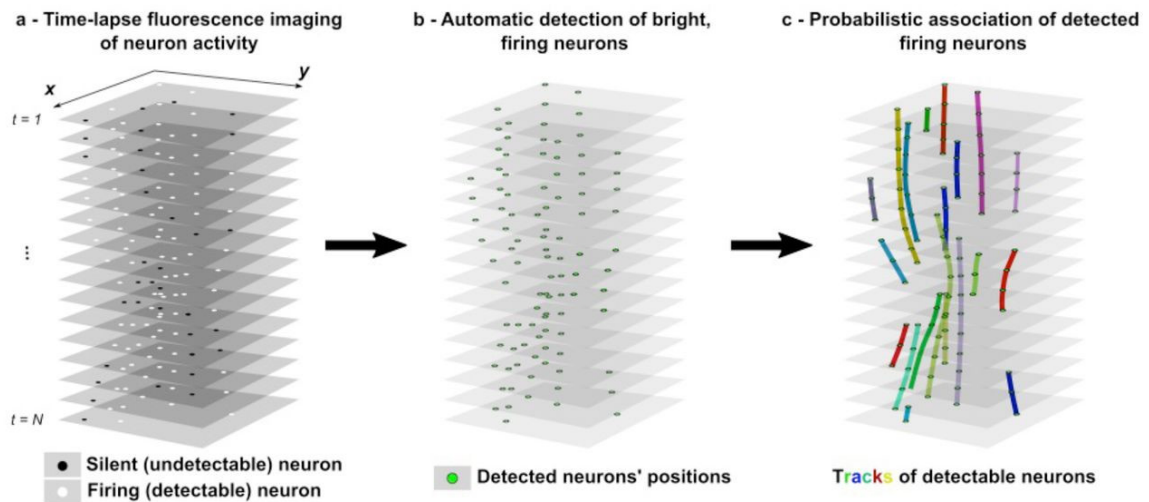 a - Time-lapse fluorescence imaging
of neuron activity
b - Automatic detection of bright,
firing neurons
c - Probabilistic association of detected
firing neurons
x
y
t = 1
...
t = N
Silent (undetectable) neuron
Firing (detectable) neuron
Detected neurons' positions
Tracks of detectable neurons